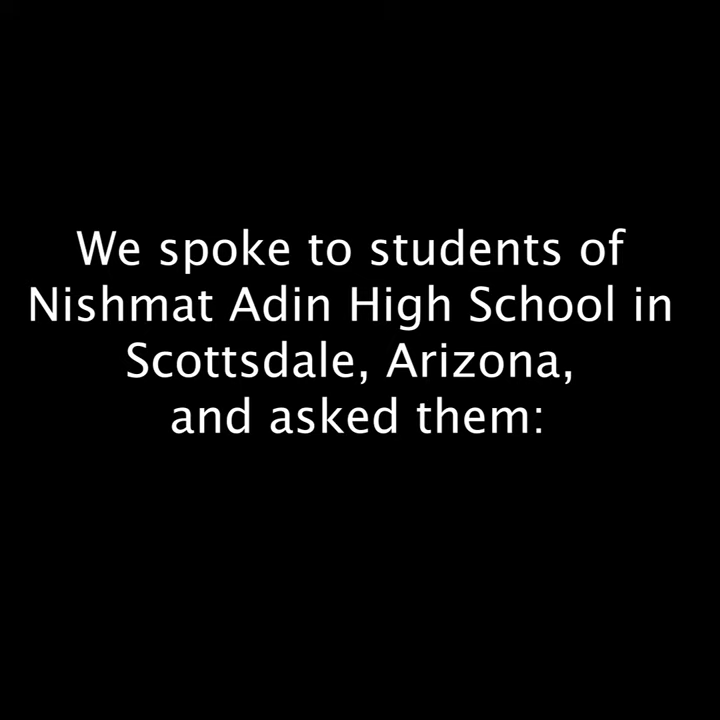 We spoke to students of
Nishmat Adin High School in
Scottsdale, Arizona,
and asked them: